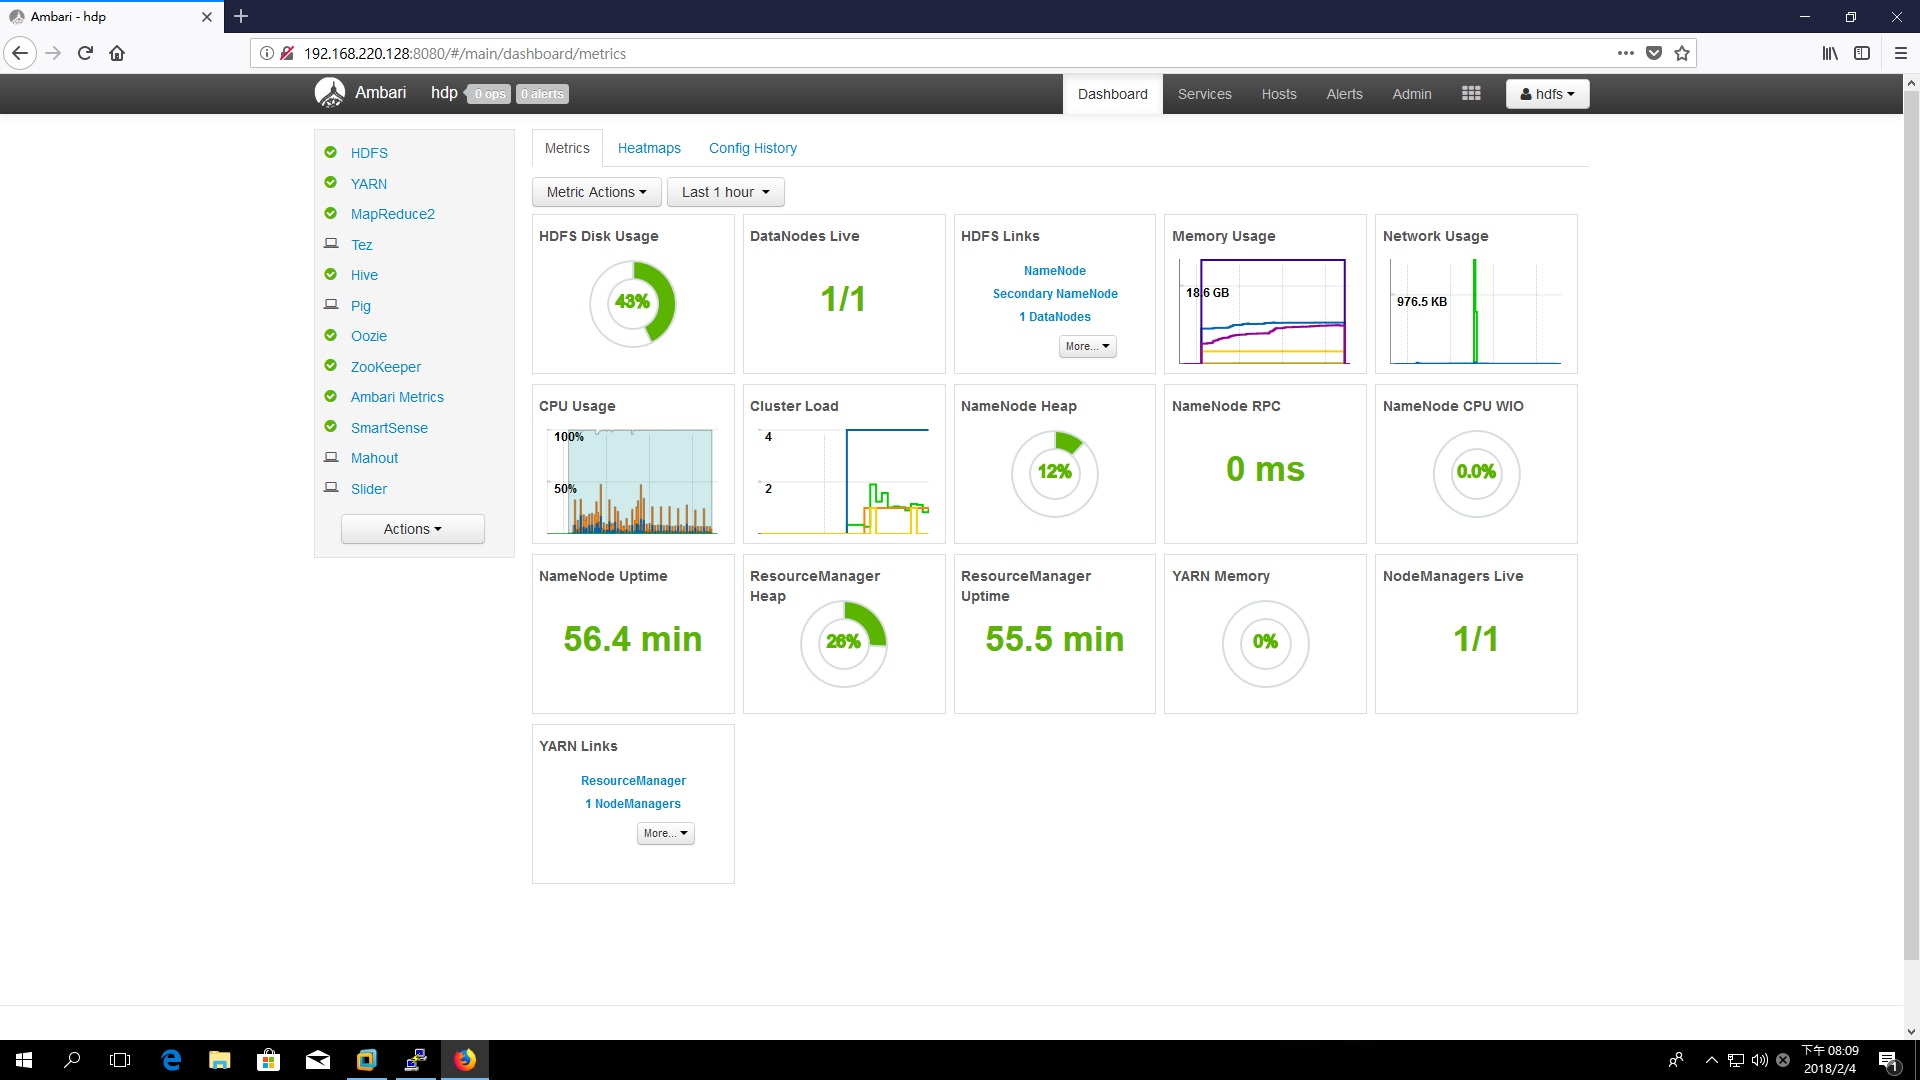 Ambari - hdp
192.168.220.128:8080/#/main/dashboard/metrics
Ambari hdp 0 ops 0 alerts Dashboard Services Hosts Alerts Admin hdfs
HDFS
YARN
MapReduce2
Tez
Hive
Pig
Oozie
ZooKeeper
Ambari Metrics
SmartSense
Mahout
Slider
Actions
Metrics Heatmaps Config History
Metric Actions Last 1 hour
HDFS Disk Usage
43%
DataNodes Live
1/1
HDFS Links
NameNode
Secondary NameNode
1 DataNodes
More...
Memory Usage
18.6 GB
Network Usage
976.5 KB
CPU Usage
100%
50%
Cluster Load
4
2
NameNode Heap
12%
NameNode RPC
0 ms
NameNode CPU WIO
0.0%
NameNode Uptime
56.4 min
ResourceManager
Heap
26%
ResourceManager
Uptime
55.5 min
YARN Memory
0%
NodeManagers Live
1/1
YARN Links
ResourceManager
1 NodeManagers
More...
下午 08:09
2018/2/4
1